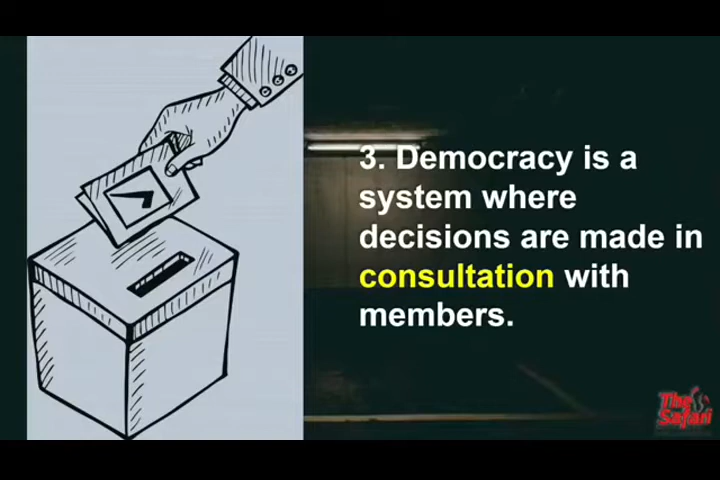 3. Democracy is a
system where
decisions are made in
consultation with
members.
The
Safari